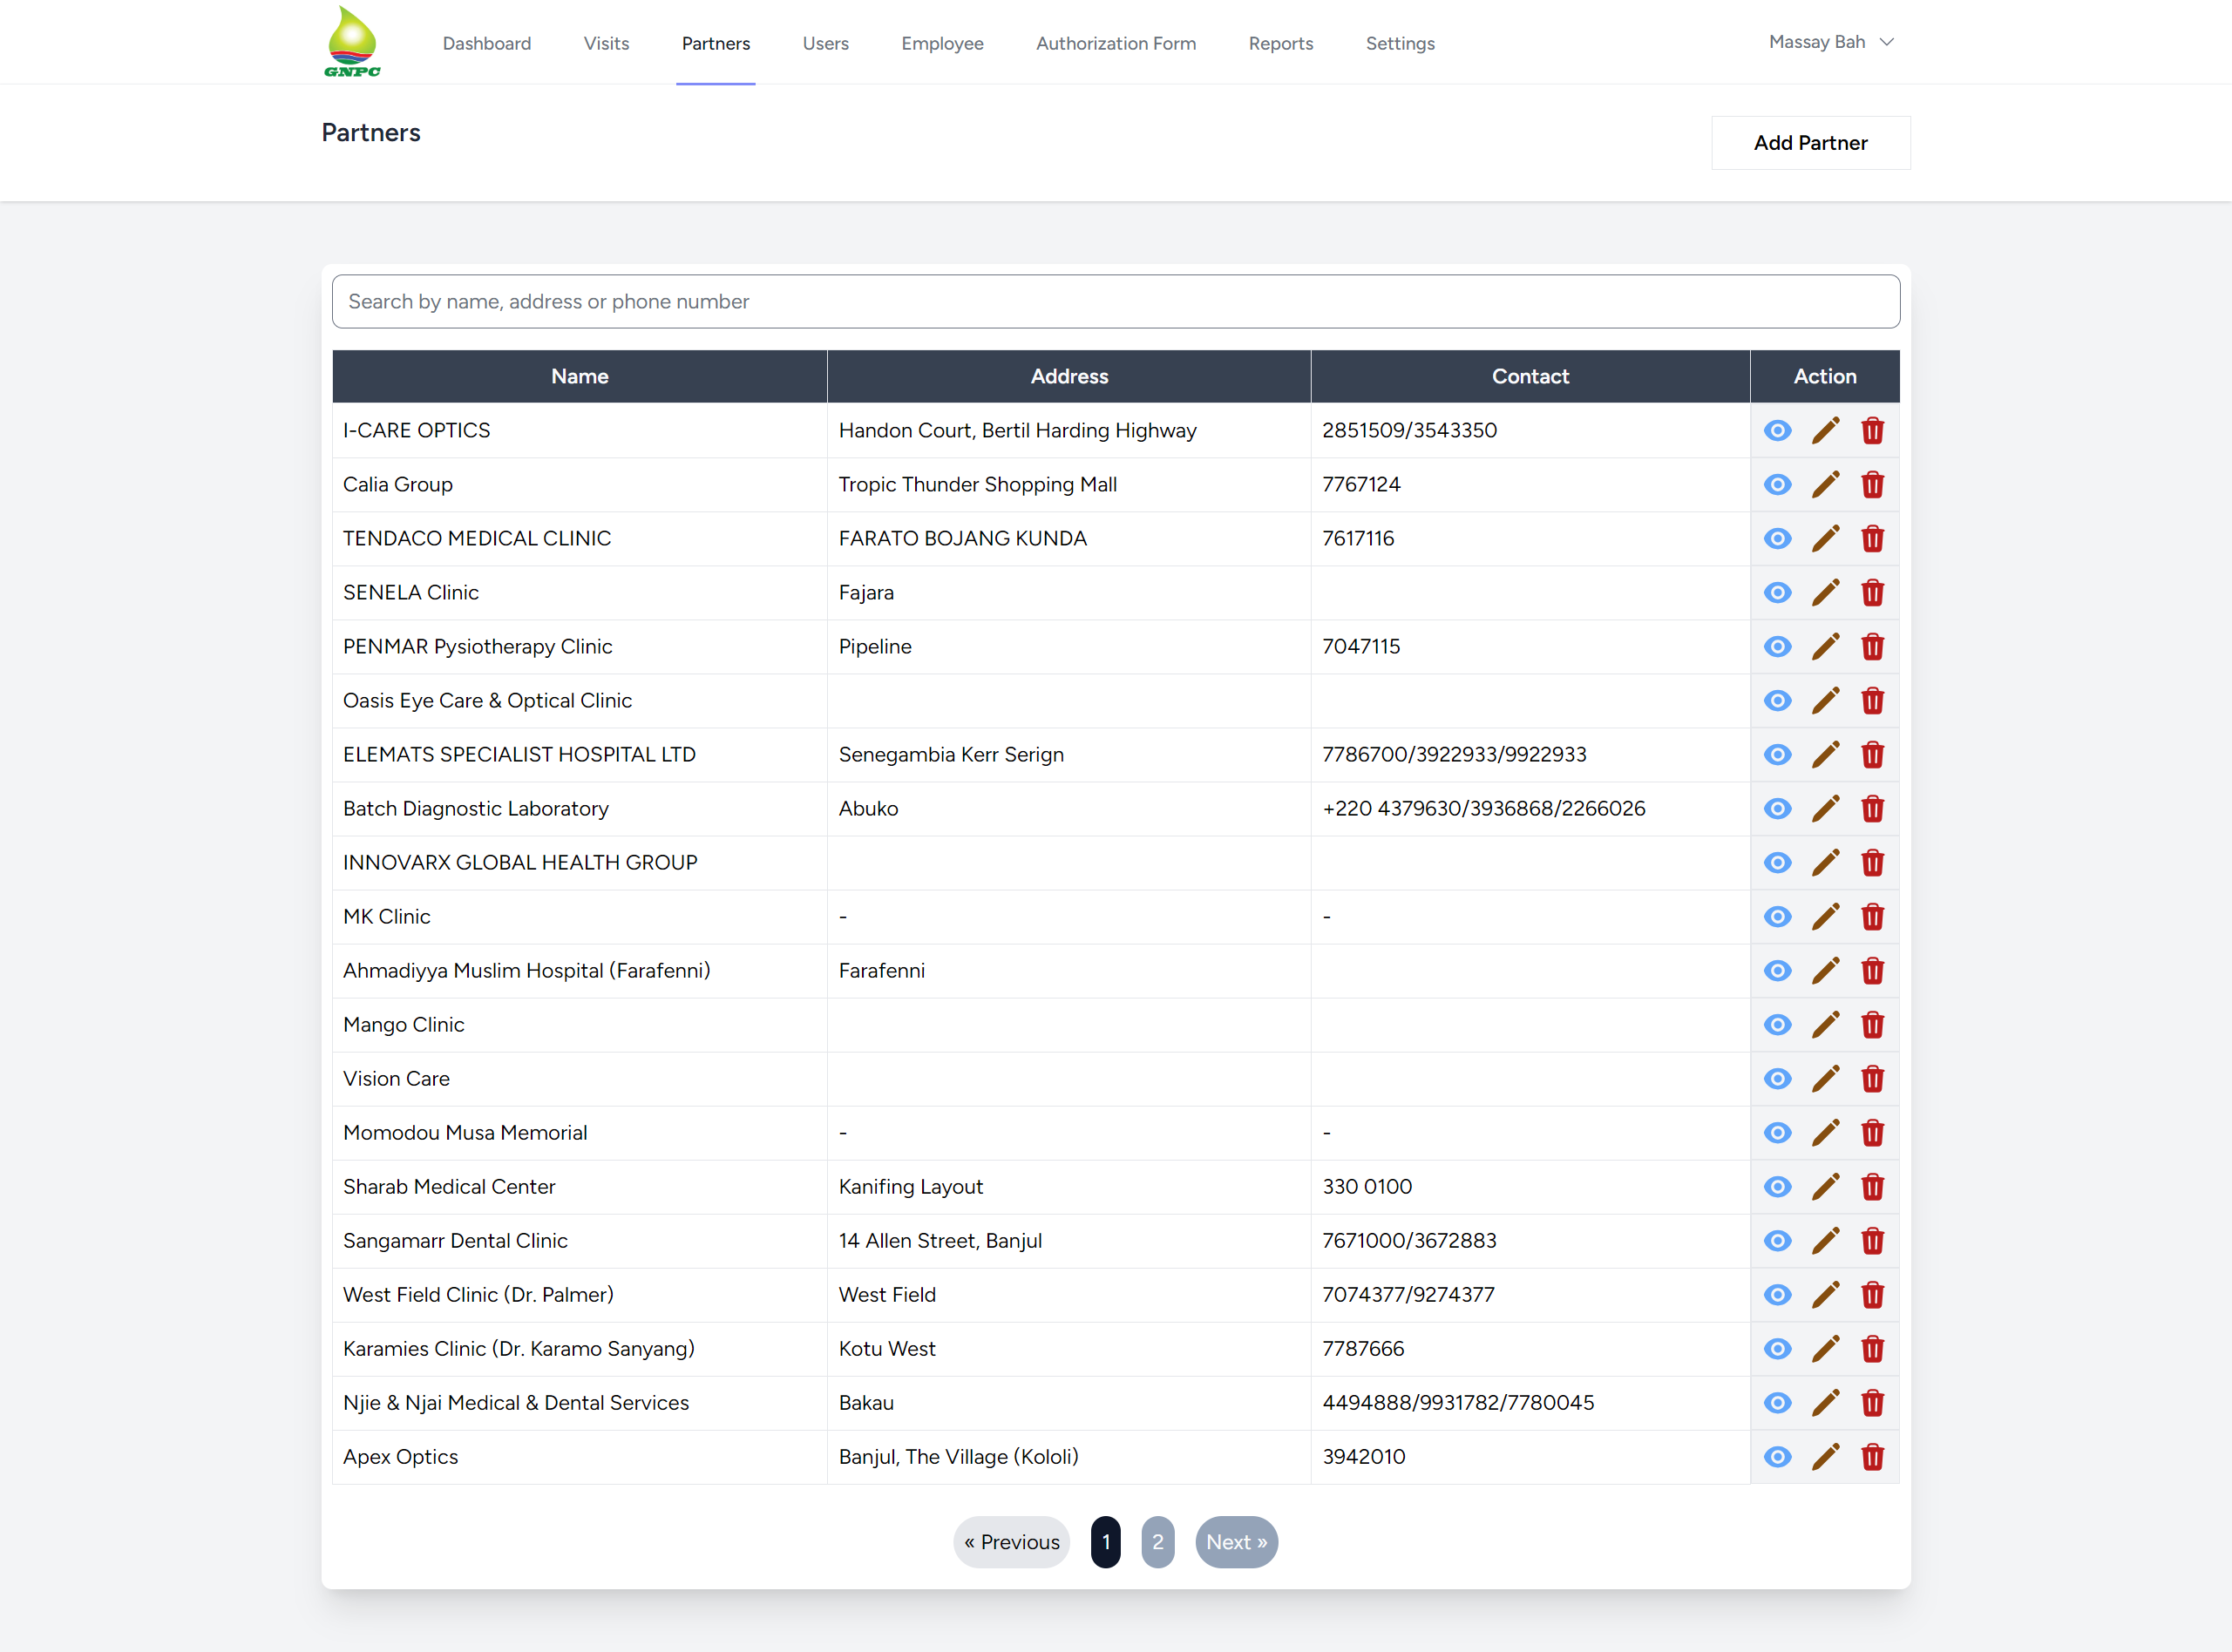 GNPC
Dashboard Visits Partners Users Employee Authorization Form Reports Settings Massay Bah
Partners
Add Partner
Search by name, address or phone number
Name Address Contact Action
I-CARE OPTICS Handon Court, Bertil Harding Highway 2851509/3543350
Calia Group Tropic Thunder Shopping Mall 7767124
TENDACO MEDICAL CLINIC FARATO BOJANG KUNDA 7617116
SENELA Clinic Fajara
PENMAR Pysiotherapy Clinic Pipeline 7047115
Oasis Eye Care & Optical Clinic
ELEMATS SPECIALIST HOSPITAL LTD Senegambia Kerr Serign 7786700/3922933/9922933
Batch Diagnostic Laboratory Abuko +220 4379630/3936868/2266026
INNOVARX GLOBAL HEALTH GROUP
MK Clinic - -
Ahmadiyya Muslim Hospital (Farafenni) Farafenni
Mango Clinic
Vision Care
Momodou Musa Memorial - -
Sharab Medical Center Kanifing Layout 330 0100
Sangamarr Dental Clinic 14 Allen Street, Banjul 7671000/3672883
West Field Clinic (Dr. Palmer) West Field 7074377/9274377
Karamies Clinic (Dr. Karamo Sanyang) Kotu West 7787666
Njie & Njai Medical & Dental Services Bakau 4494888/9931782/7780045
Apex Optics Banjul, The Village (Kololi) 3942010
« Previous 1 2 Next »